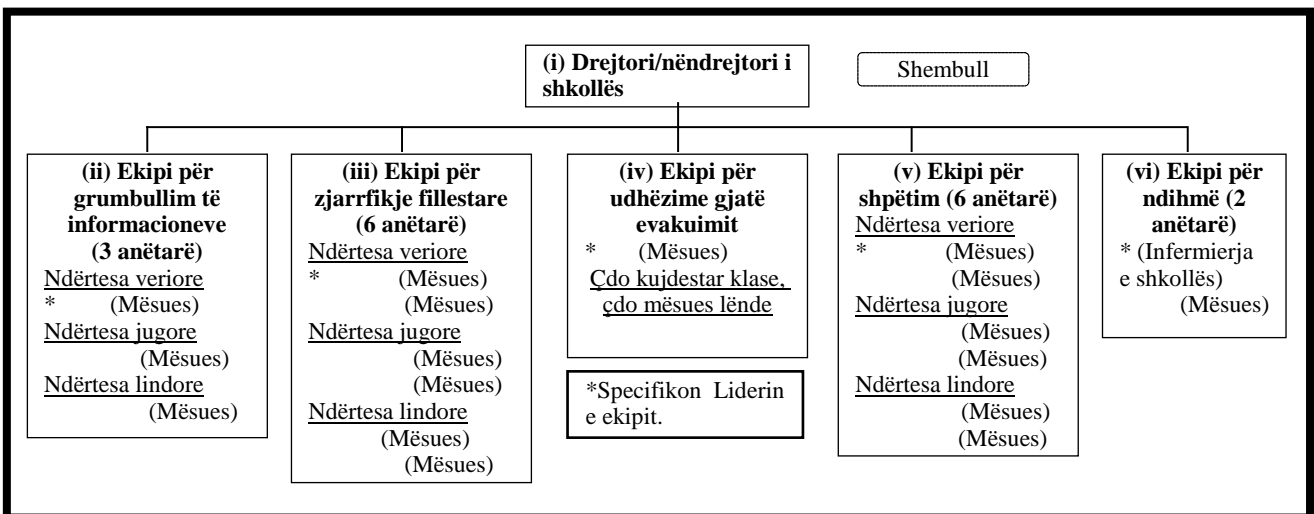 (i) Drejtori/nëndrejtori i
shkollës
Shembull
(ii) Ekipi për
grumbullim të
informacioneve
(3 anëtarë)
Ndërtesa veriore
* (Mësues)
Ndërtesa jugore
(Mësues)
Ndërtesa lindore
(Mësues)
(iii) Ekipi për
zjarrfikje fillestare
(6 anëtarë)
Ndërtesa veriore
* (Mësues)
(Mësues)
Ndërtesa jugore
(Mësues)
(Mësues)
Ndërtesa lindore
(Mësues)
(Mësues)
(iv) Ekipi për
udhëzime gjatë
evakuimit
* (Mësues)
Çdo kujdestar klase,
çdo mësues lënde
*Specifikon Liderin
e ekipit.
(v) Ekipi për
shpëtim (6 anëtarë)
Ndërtesa veriore
* (Mësues)
(Mësues)
Ndërtesa jugore
(Mësues)
(Mësues)
Ndërtesa lindore
(Mësues)
(Mësues)
(vi) Ekipi për
ndihmë (2
anëtarë)
* (Infermierja
e shkollës)
(Mësues)